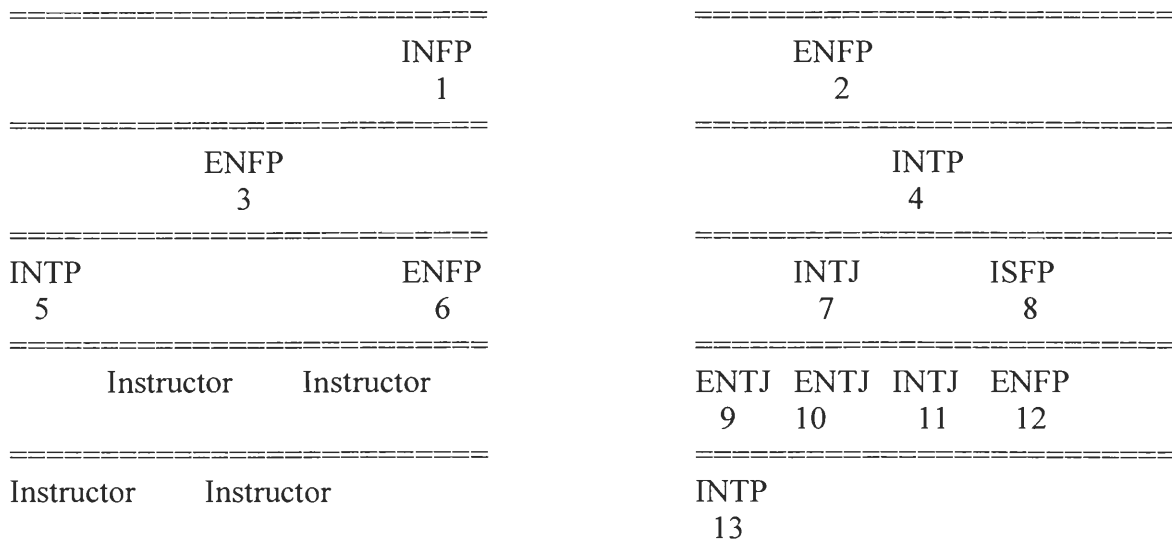 INFP ENFP
1 2
ENFP INTP
3 4
INTP ENFP INTJ ISFP
5 6 7 8
Instructor Instructor ENTJ ENTJ INTJ ENFP
9 10 11 12
Instructor Instructor INTP
13